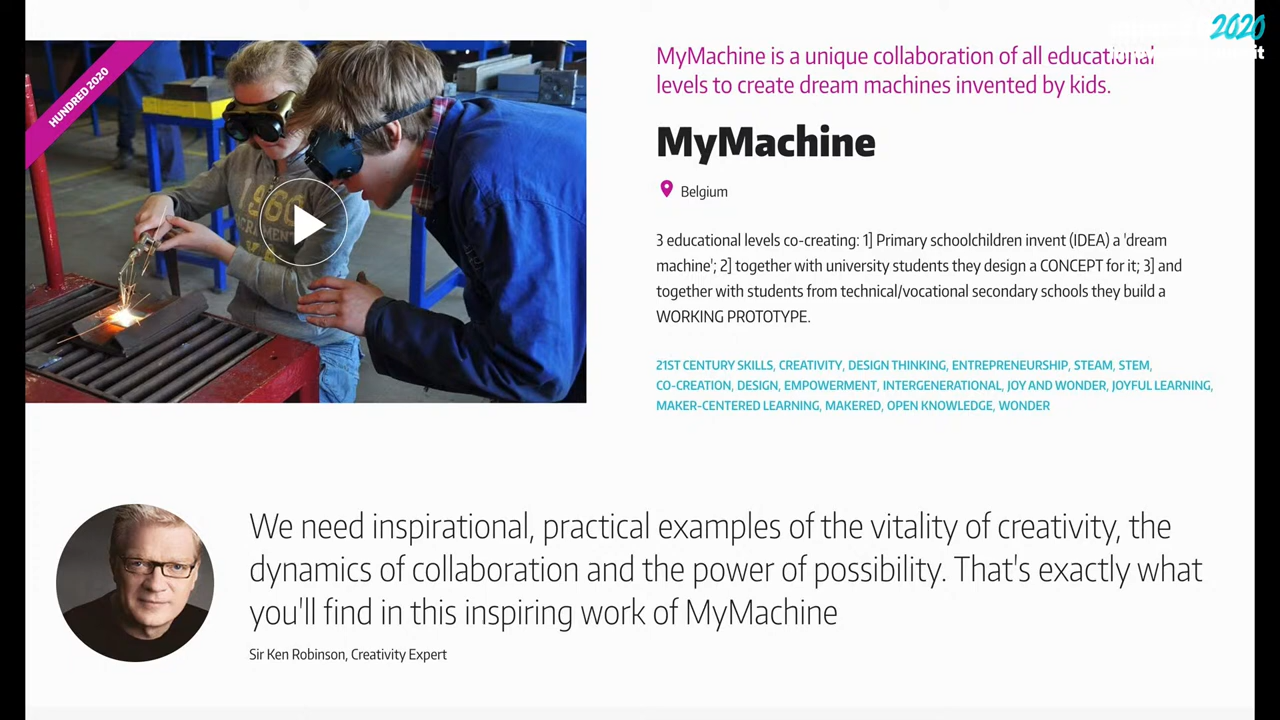 2020
HUNDRED 2020
MyMachine is a unique collaboration of all educational
levels to create dream machines invented by kids.
MyMachine
Belgium
3 educational levels co-creating: 1] Primary schoolchildren invent (IDEA) a 'dream
machine'; 2] together with university students they design a CONCEPT for it; 3] and
together with students from technical/vocational secondary schools they build a
WORKING PROTOTYPE.
21ST CENTURY SKILLS, CREATIVITY, DESIGN THINKING, ENTREPRENEURSHIP, STEAM, STEM,
CO-CREATION, DESIGN, EMPOWERMENT, INTERGENERATIONAL, JOY AND WONDER, JOYFUL LEARNING,
MAKER-CENTERED LEARNING, MAKERED, OPEN KNOWLEDGE, WONDER
We need inspirational, practical examples of the vitality of creativity, the
dynamics of collaboration and the power of possibility. That's exactly what
you'll find in this inspiring work of MyMachine
Sir Ken Robinson, Creativity Expert